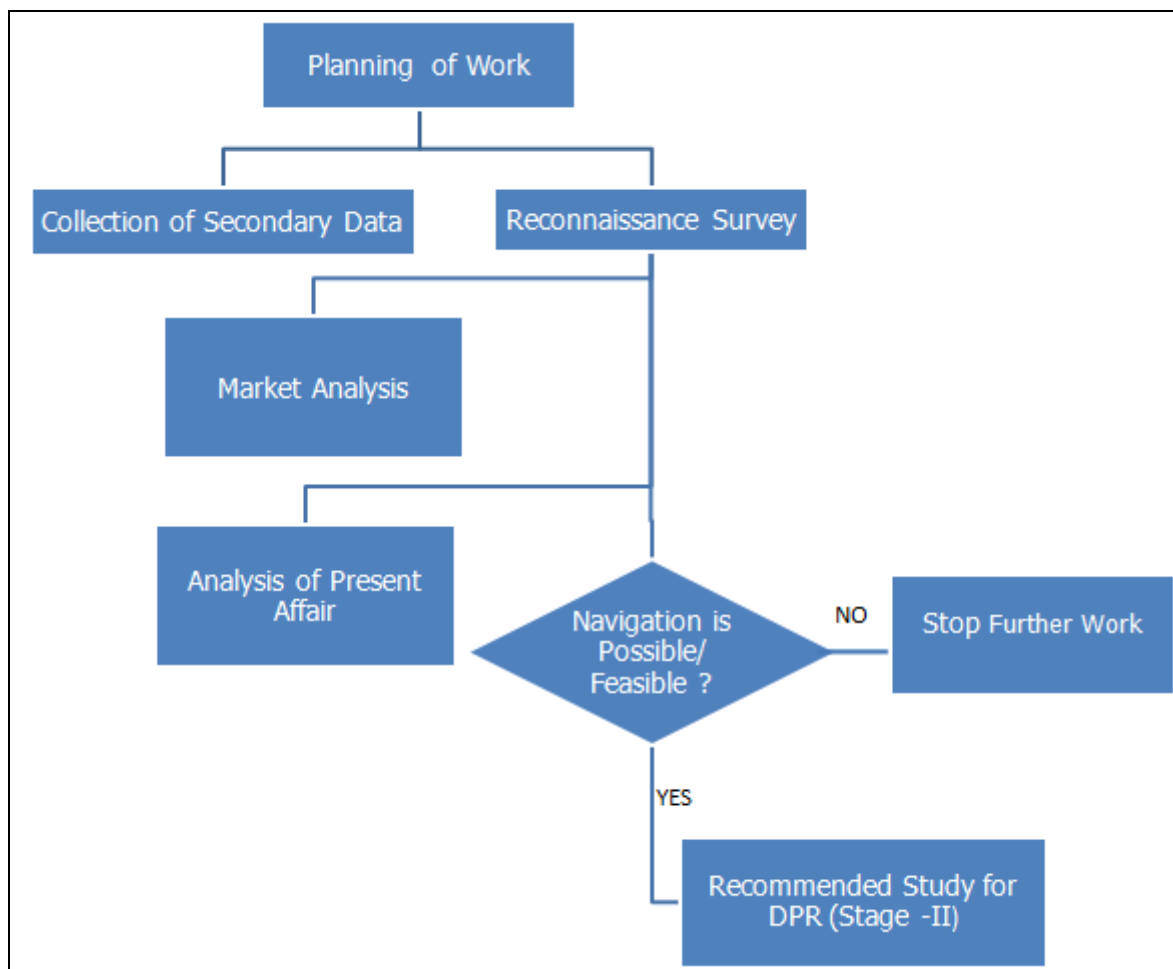 Planning of Work
Collection of Secondary Data
Reconnaissance Survey
Market Analysis
Analysis of Present
Affair
Navigation is
Possible/
Feasible ?
NO
Stop Further Work
YES
Recommended Study for
DPR (Stage -II)